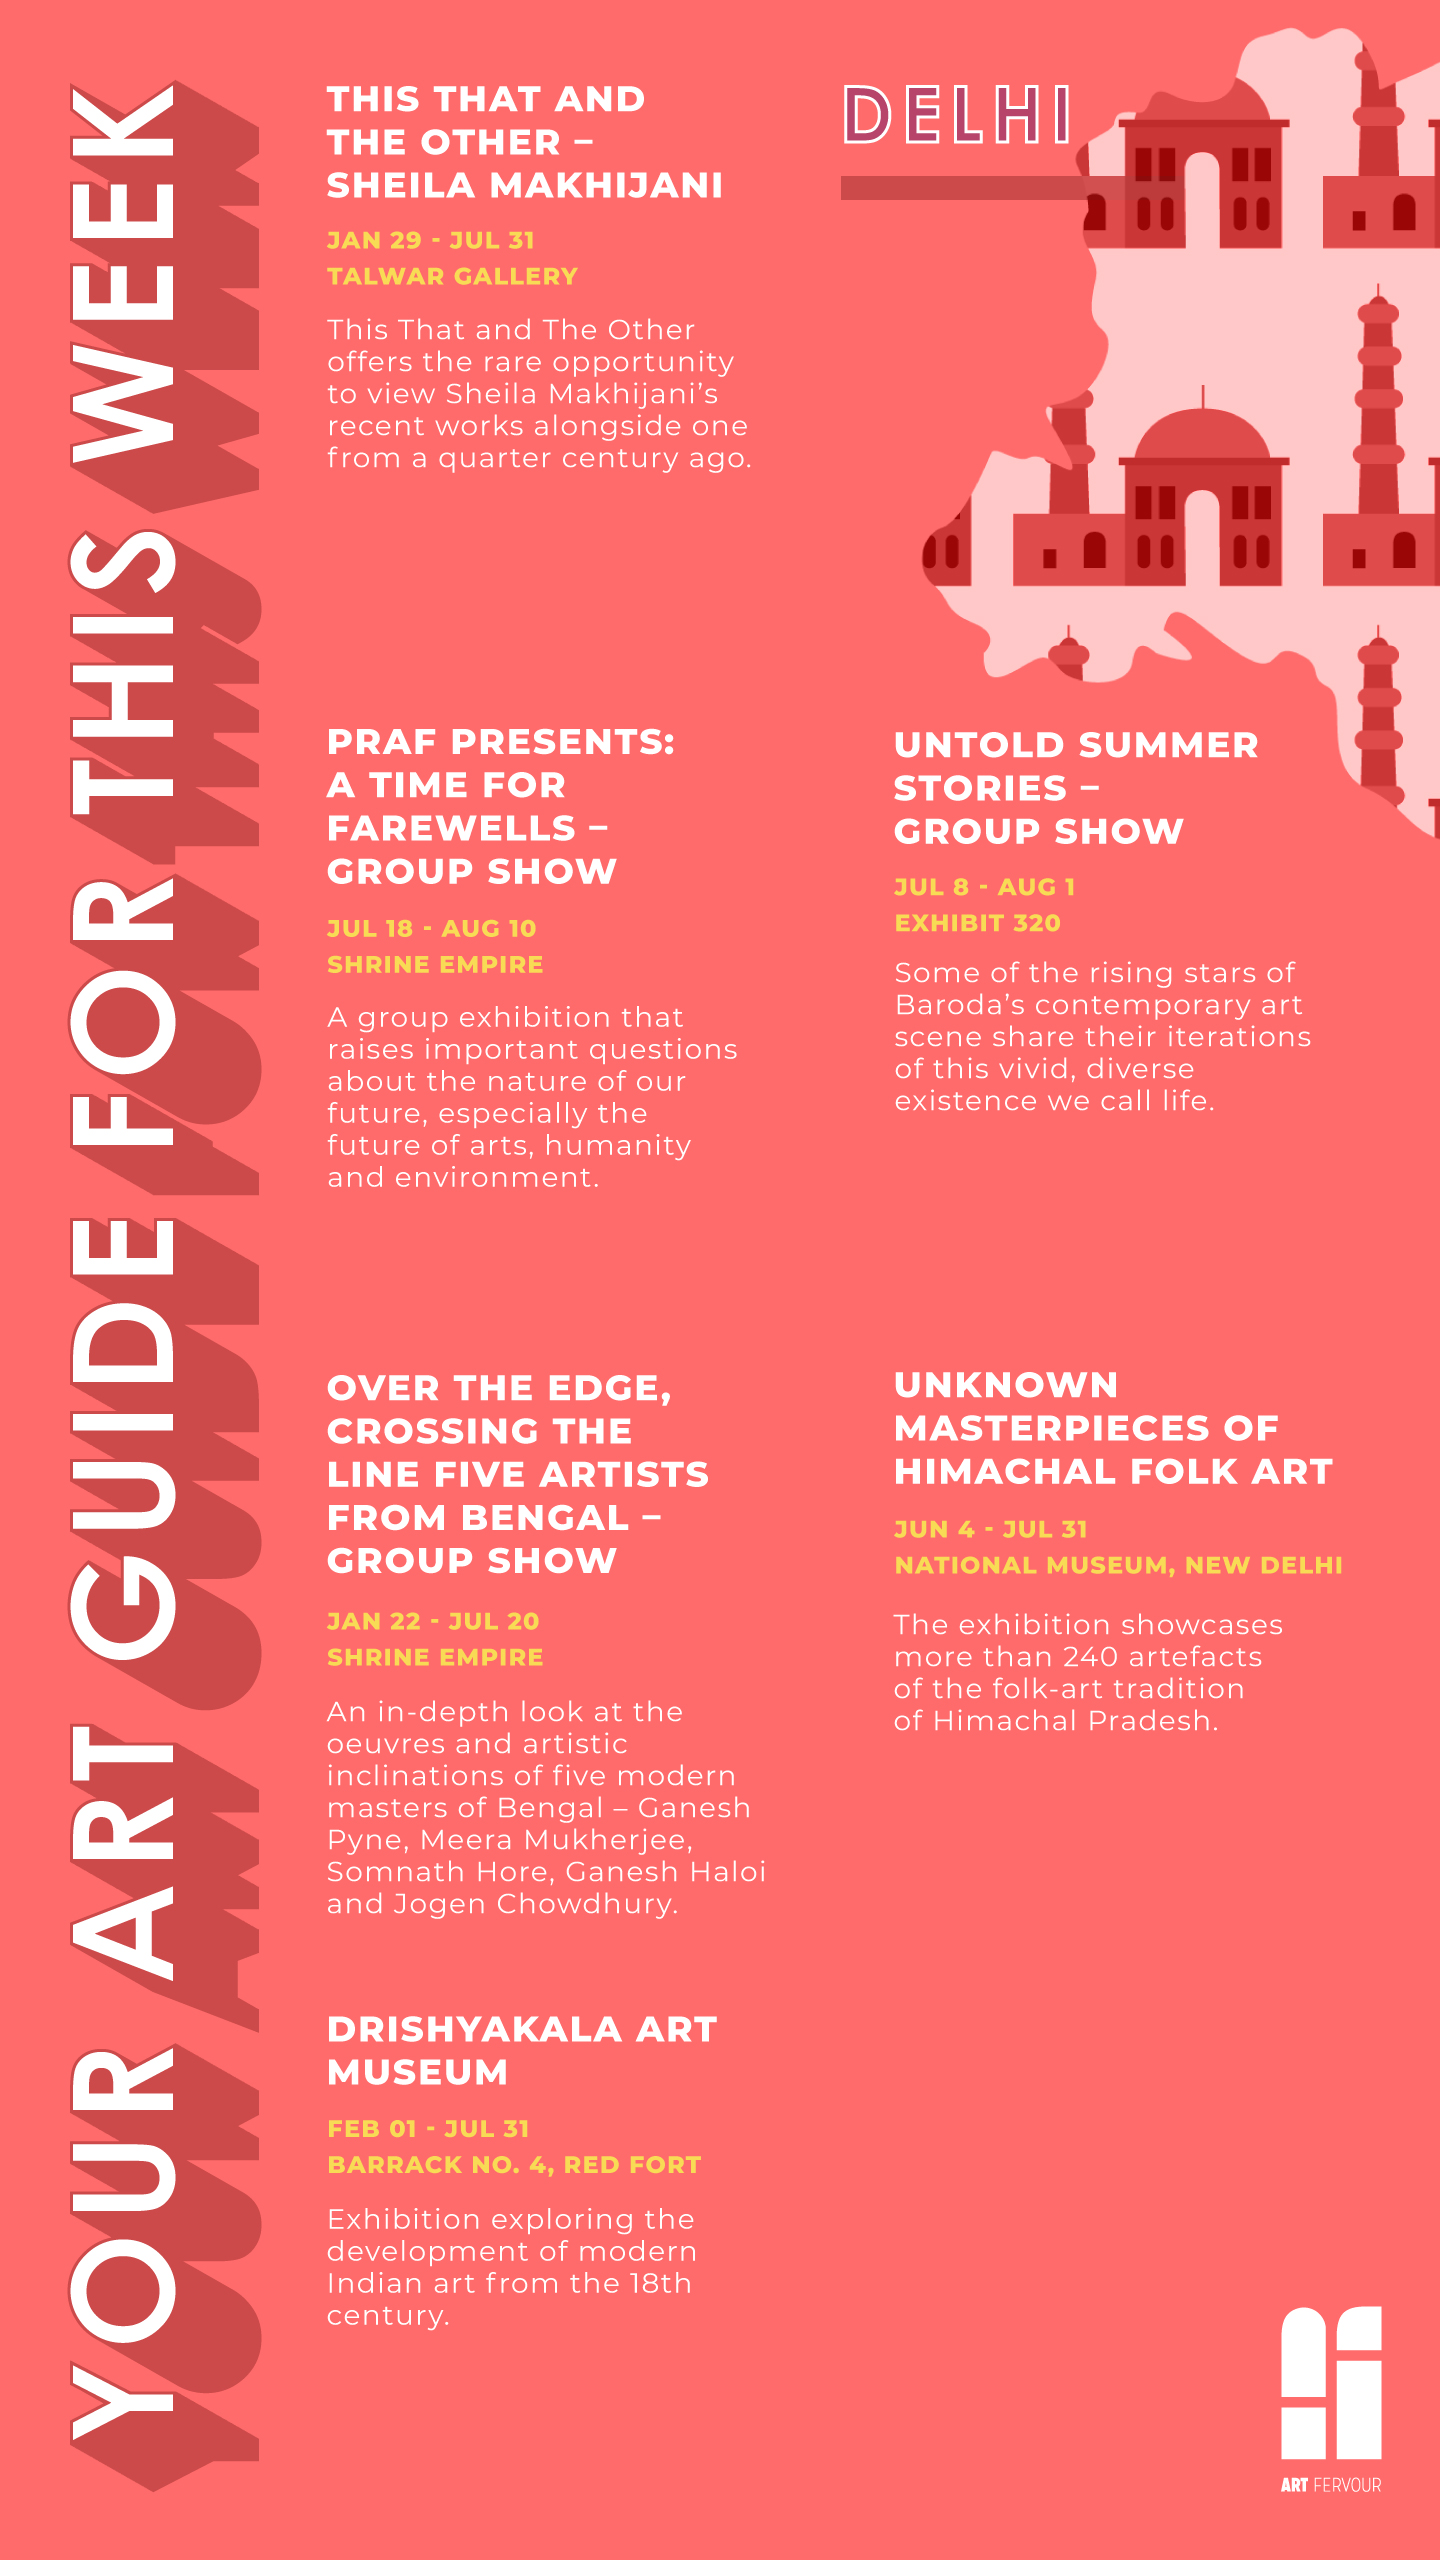 YOUR ART GUIDE FOR THIS WEEK
DELHI
THIS THAT AND
THE OTHER –
SHEILA MAKHIJANI
JAN 29 - JUL 31
TALWAR GALLERY
This That and The Other
offers the rare opportunity
to view Sheila Makhijani’s
recent works alongside one
from a quarter century ago.
PRAF PRESENTS:
A TIME FOR
FAREWELLS –
GROUP SHOW
JUL 18 - AUG 10
SHRINE EMPIRE
A group exhibition that
raises important questions
about the nature of our
future, especially the
future of arts, humanity
and environment.
UNTOLD SUMMER
STORIES –
GROUP SHOW
JUL 8 - AUG 1
EXHIBIT 320
Some of the rising stars of
Baroda’s contemporary art
scene share their iterations
of this vivid, diverse
existence we call life.
OVER THE EDGE,
CROSSING THE
LINE FIVE ARTISTS
FROM BENGAL –
GROUP SHOW
JAN 22 - JUL 20
SHRINE EMPIRE
An in-depth look at the
oeuvres and artistic
inclinations of five modern
masters of Bengal – Ganesh
Pyne, Meera Mukherjee,
Somnath Hore, Ganesh Haloi
and Jogen Chowdhury.
UNKNOWN
MASTERPIECES OF
HIMACHAL FOLK ART
JUN 4 - JUL 31
NATIONAL MUSEUM, NEW DELHI
The exhibition showcases
more than 240 artefacts
of the folk-art tradition
of Himachal Pradesh.
DRISHYAKALA ART
MUSEUM
FEB 01 - JUL 31
BARRACK NO. 4, RED FORT
Exhibition exploring the
development of modern
Indian art from the 18th
century.
ART FERVOUR